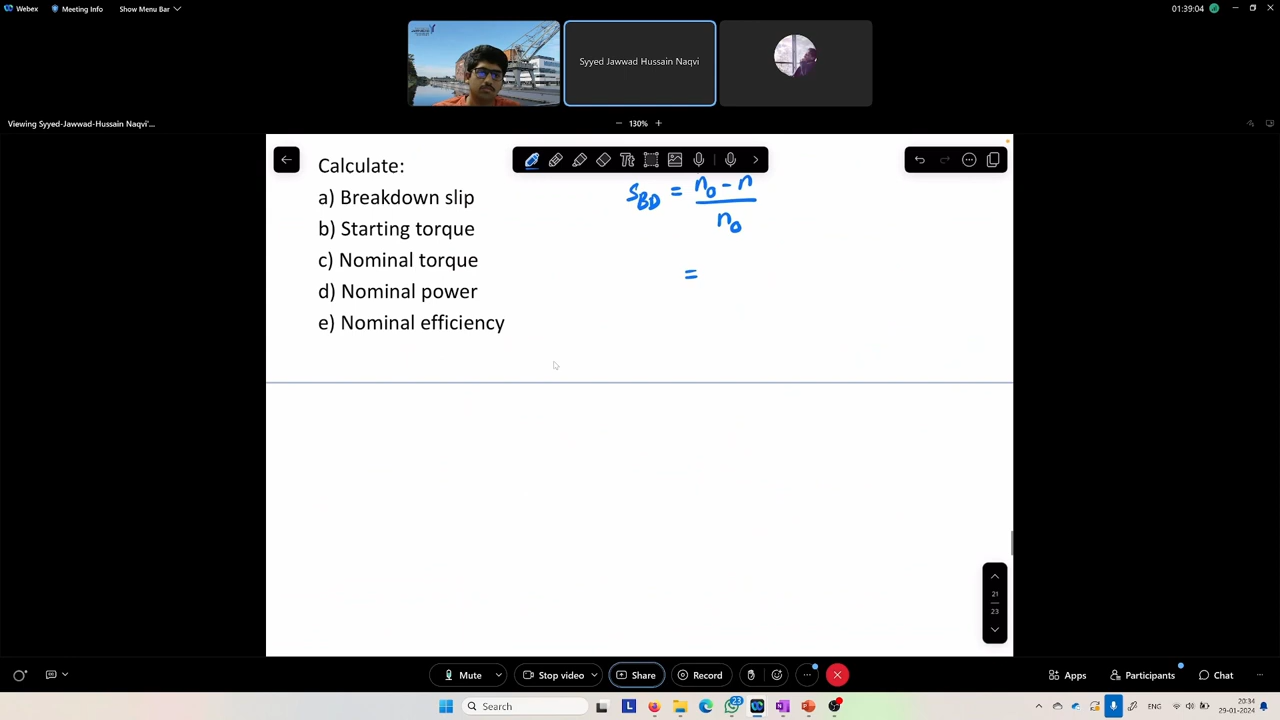 Webex Meeting Info Show Menu Bar 01:39:04
Syyed Jawwad Hussain Naqvi
Viewing Syyed-Jawwad-Hussain Naqvi'...
− 130% +
Calculate:
a) Breakdown slip
b) Starting torque
c) Nominal torque
d) Nominal power
e) Nominal efficiency
S_BD = n₀ - n
n₀
=
21
23
Mute Stop video Share Record Apps Participants Chat
Search
23
ENG
20:34
29-01-2024